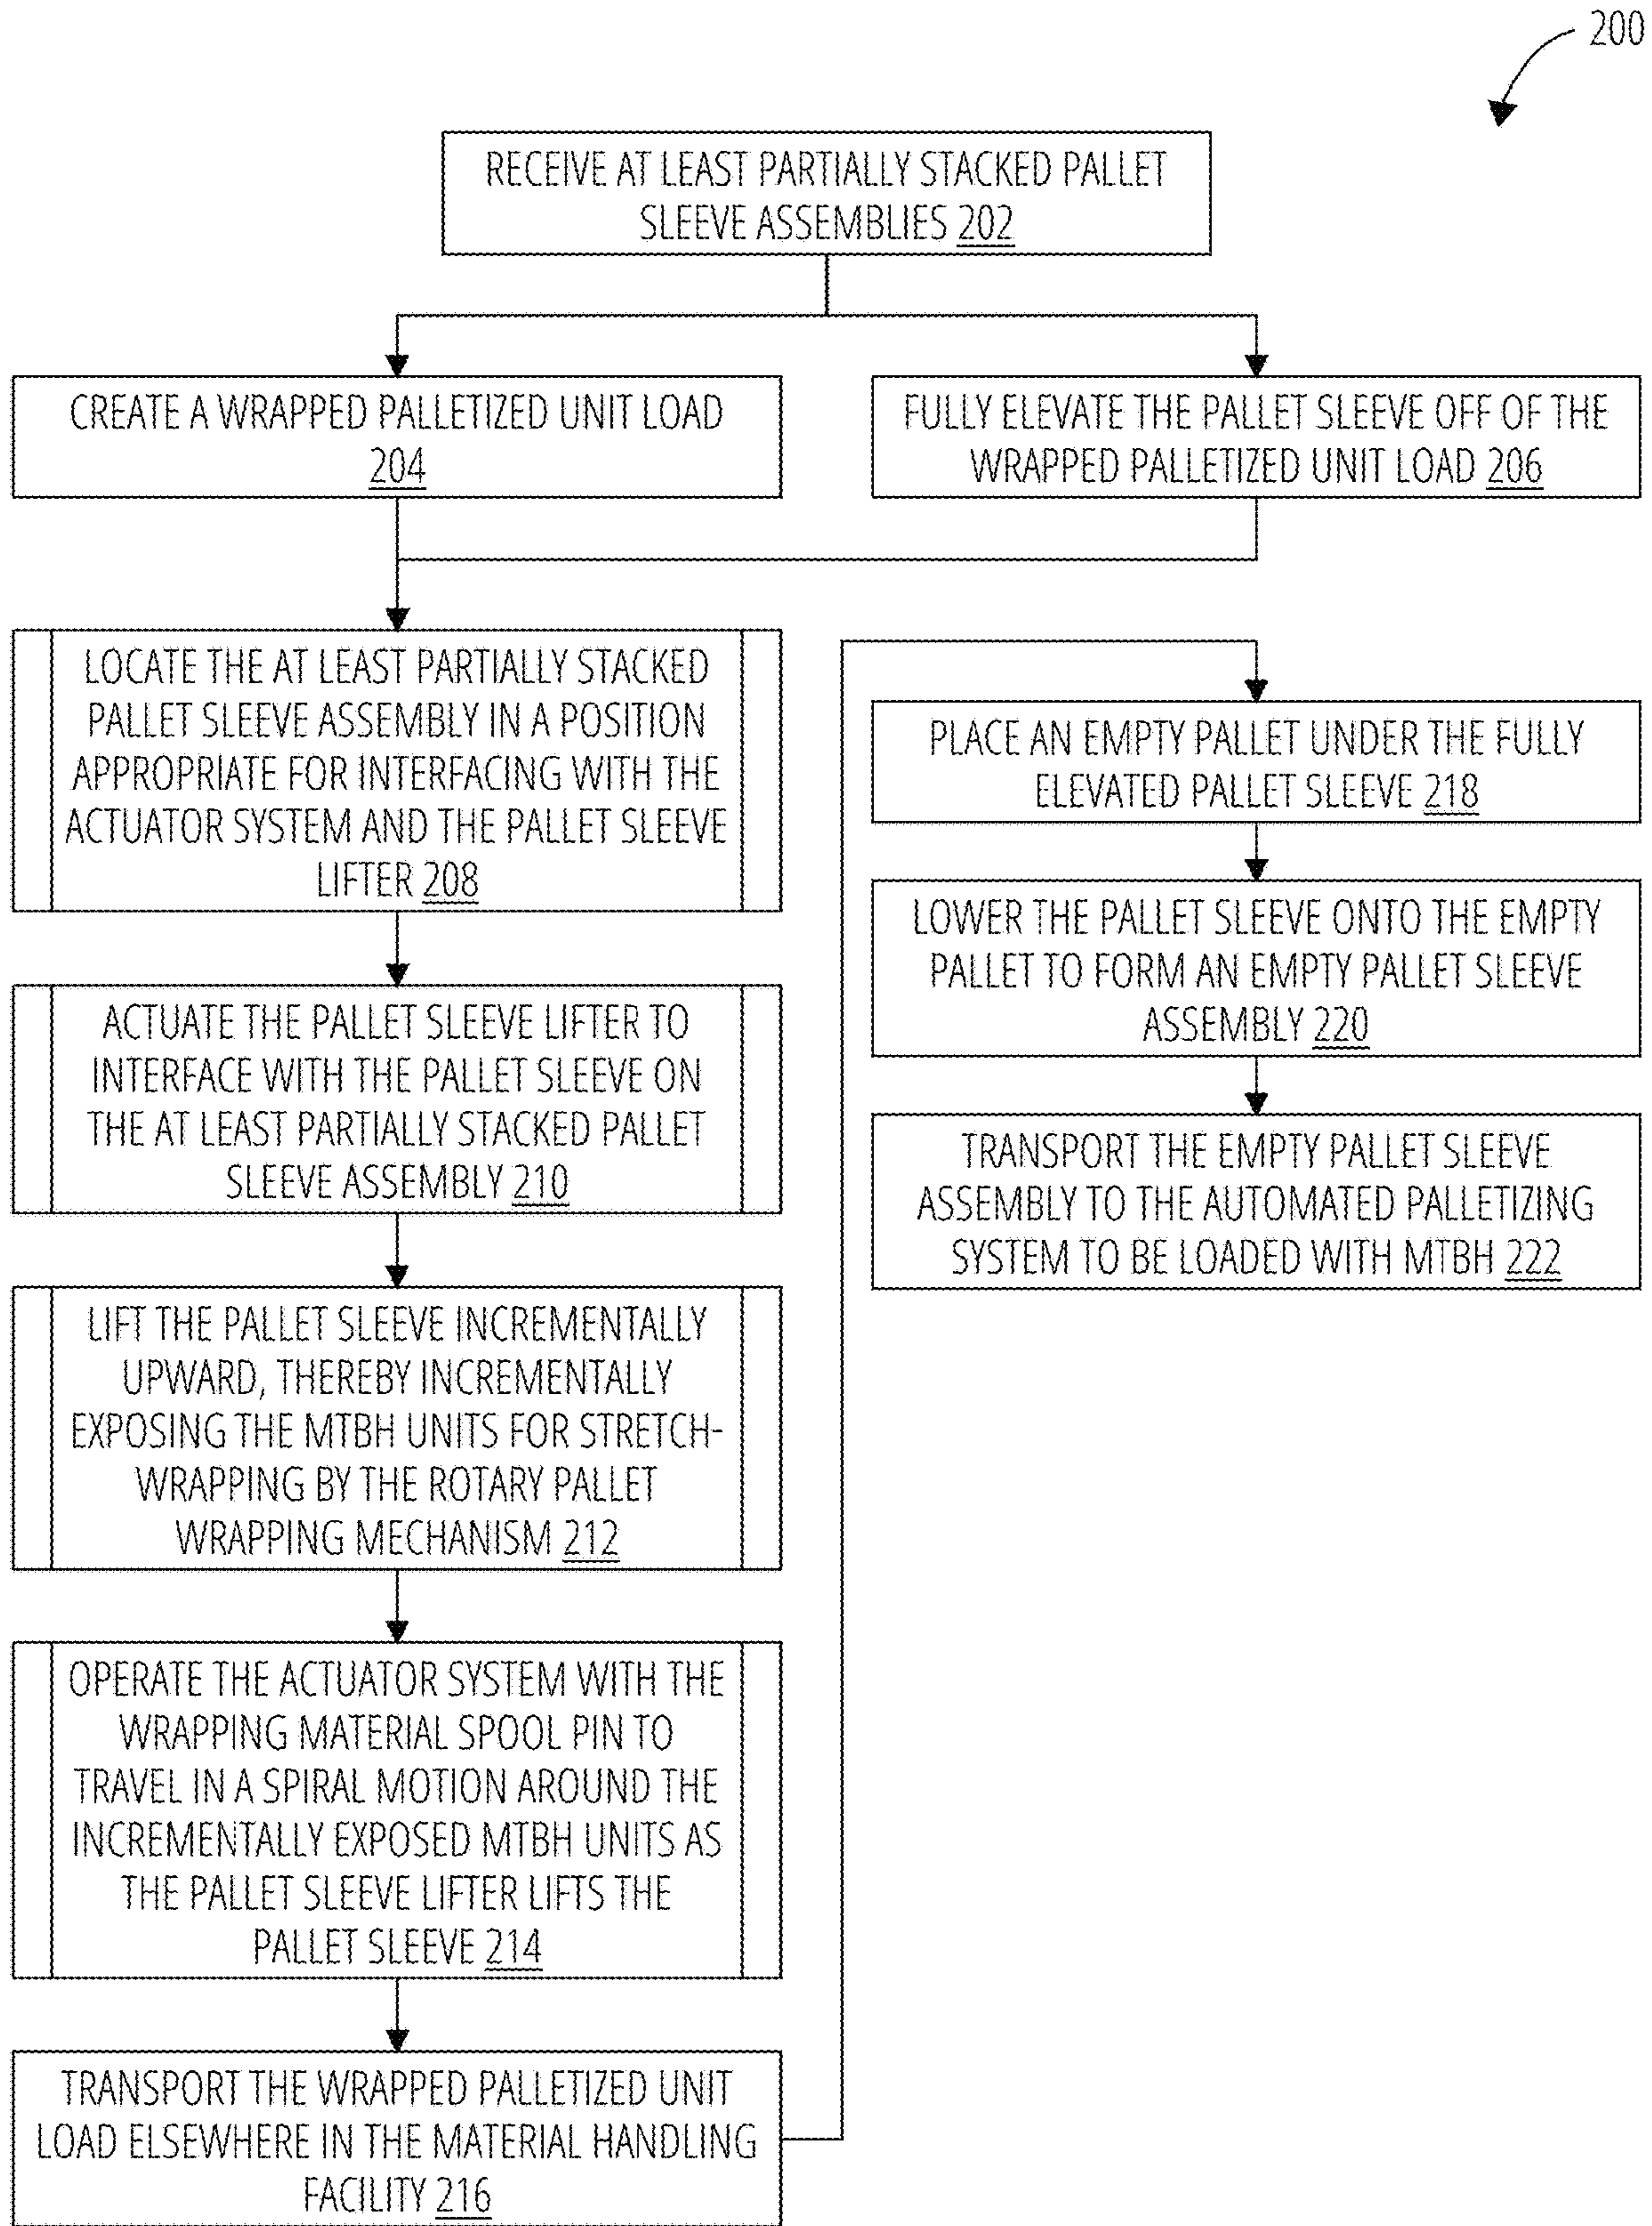 200
RECEIVE AT LEAST PARTIALLY STACKED PALLET
SLEEVE ASSEMBLIES 202
CREATE A WRAPPED PALLETIZED UNIT LOAD
204
FULLY ELEVATE THE PALLET SLEEVE OFF OF THE
WRAPPED PALLETIZED UNIT LOAD 206
LOCATE THE AT LEAST PARTIALLY STACKED
PALLET SLEEVE ASSEMBLY IN A POSITION
APPROPRIATE FOR INTERFACING WITH THE
ACTUATOR SYSTEM AND THE PALLET SLEEVE
LIFTER 208
ACTUATE THE PALLET SLEEVE LIFTER TO
INTERFACE WITH THE PALLET SLEEVE ON
THE AT LEAST PARTIALLY STACKED PALLET
SLEEVE ASSEMBLY 210
LIFT THE PALLET SLEEVE INCREMENTALLY
UPWARD, THEREBY INCREMENTALLY
EXPOSING THE MTBH UNITS FOR STRETCH-
WRAPPING BY THE ROTARY PALLET
WRAPPING MECHANISM 212
OPERATE THE ACTUATOR SYSTEM WITH THE
WRAPPING MATERIAL SPOOL PIN TO
TRAVEL IN A SPIRAL MOTION AROUND THE
INCREMENTALLY EXPOSED MTBH UNITS AS
THE PALLET SLEEVE LIFTER LIFTS THE
PALLET SLEEVE 214
TRANSPORT THE WRAPPED PALLETIZED UNIT
LOAD ELSEWHERE IN THE MATERIAL HANDLING
FACILITY 216
PLACE AN EMPTY PALLET UNDER THE FULLY
ELEVATED PALLET SLEEVE 218
LOWER THE PALLET SLEEVE ONTO THE EMPTY
PALLET TO FORM AN EMPTY PALLET SLEEVE
ASSEMBLY 220
TRANSPORT THE EMPTY PALLET SLEEVE
ASSEMBLY TO THE AUTOMATED PALLETIZING
SYSTEM TO BE LOADED WITH MTBH 222